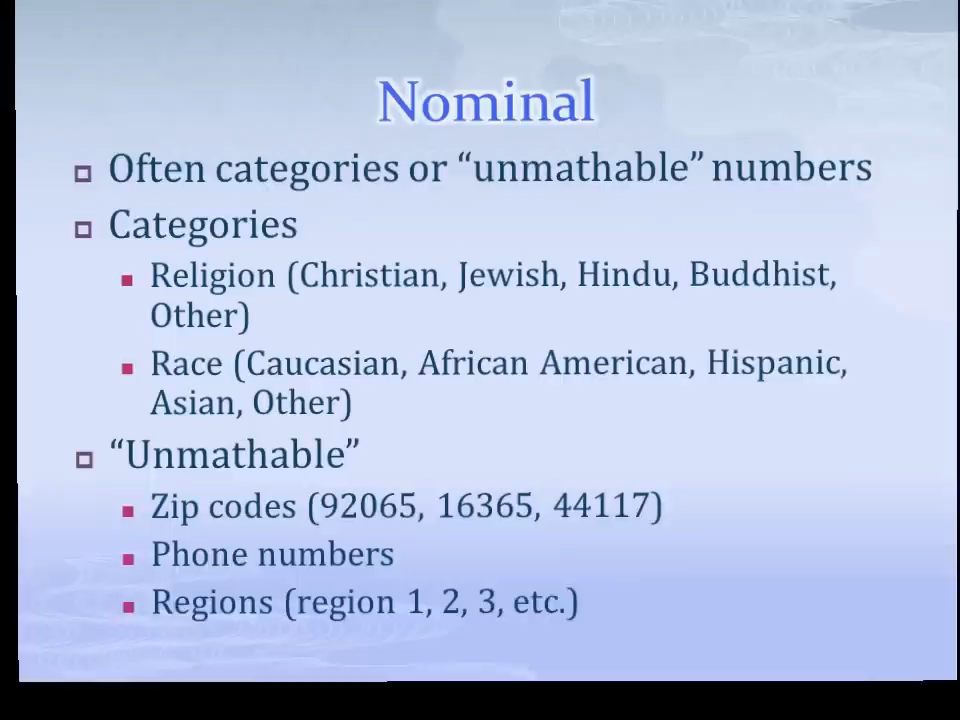 Nominal
Often categories or “unmathable” numbers
Categories
Religion (Christian, Jewish, Hindu, Buddhist,
Other)
Race (Caucasian, African American, Hispanic,
Asian, Other)
“Unmathable”
Zip codes (92065, 16365, 44117)
Phone numbers
Regions (region 1, 2, 3, etc.)